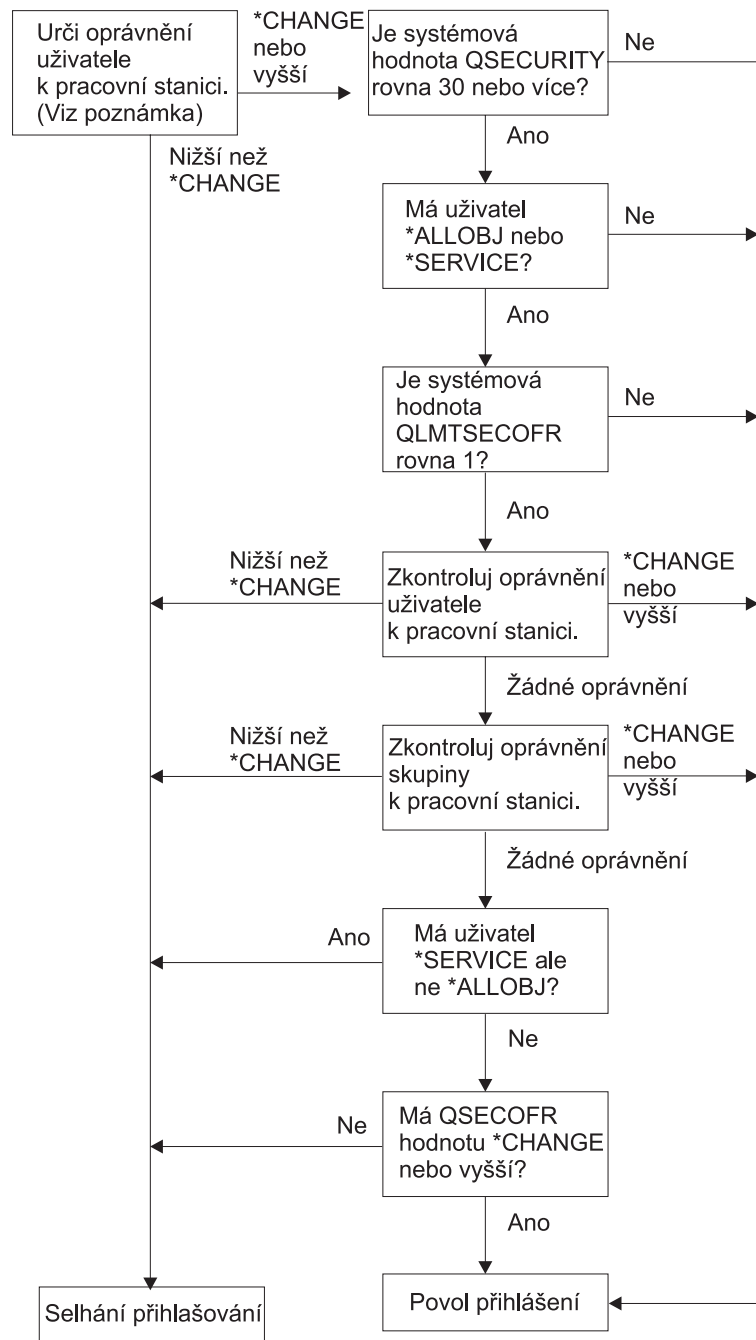 Urči oprávnění
uživatele
k pracovní stanici.
(Viz poznámka)
*CHANGE
nebo
vyšší
Je systémová
hodnota QSECURITY
rovna 30 nebo více?
Ne
Nižší než
*CHANGE
Ano
Má uživatel
*ALLOBJ nebo
*SERVICE?
Ne
Ano
Je systémová
hodnota
QLMTSECOFR
rovna 1?
Ne
Ano
Nižší než
*CHANGE
Zkontroluj oprávnění
uživatele
k pracovní stanici.
*CHANGE
nebo
vyšší
Žádné oprávnění
Nižší než
*CHANGE
Zkontroluj oprávnění
skupiny
k pracovní stanici.
*CHANGE
nebo
vyšší
Žádné oprávnění
Ano
Má uživatel
*SERVICE ale
ne *ALLOBJ?
Ne
Ne
Má QSECOFR
hodnotu *CHANGE
nebo vyšší?
Ano
Selhání přihlašování
Povol přihlášení